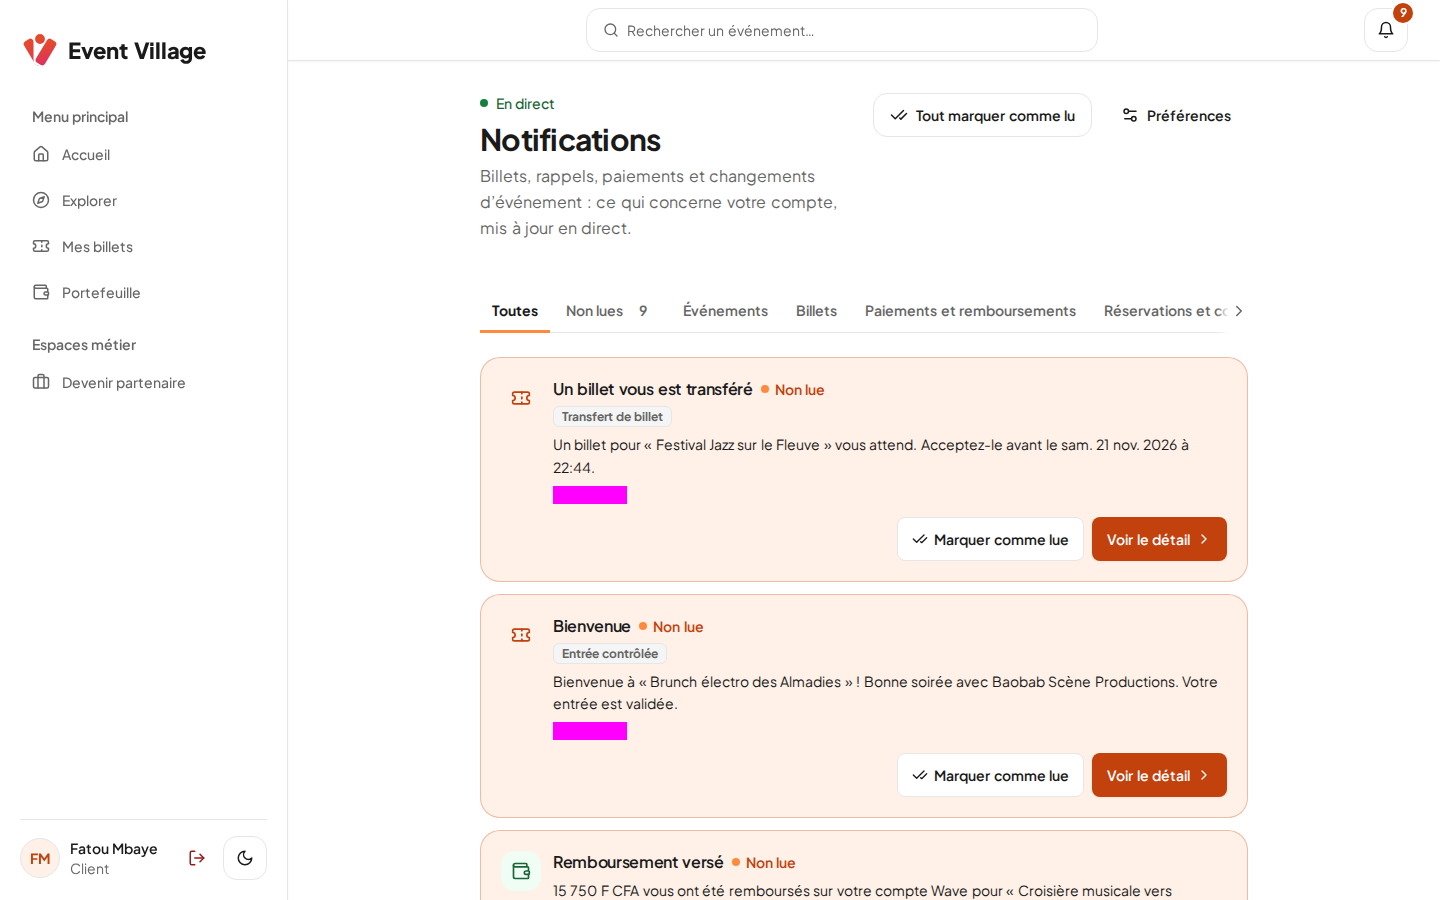 Event Village
Rechercher un événement...
9
Menu principal
Accueil
Explorer
Mes billets
Portefeuille
Espaces métier
Devenir partenaire
FM
Fatou Mbaye
Client
En direct
Notifications
Billets, rappels, paiements et changements
d'événement : ce qui concerne votre compte,
mis à jour en direct.
Tout marquer comme lu
Préférences
Toutes
Non lues 9
Événements
Billets
Paiements et remboursements
Réservations et
Un billet vous est transféré
Non lue
Transfert de billet
Un billet pour « Festival Jazz sur le Fleuve » vous attend. Acceptez-le avant le sam. 21 nov. 2026 à
22:44.
Marquer comme lue
Voir le détail
Bienvenue
Non lue
Entrée contrôlée
Bienvenue à « Brunch électro des Almadies » ! Bonne soirée avec Baobab Scène Productions. Votre
entrée est validée.
Marquer comme lue
Voir le détail
Remboursement versé
Non lue
15 750 F CFA vous ont été remboursés sur votre compte Wave pour « Croisière musicale vers